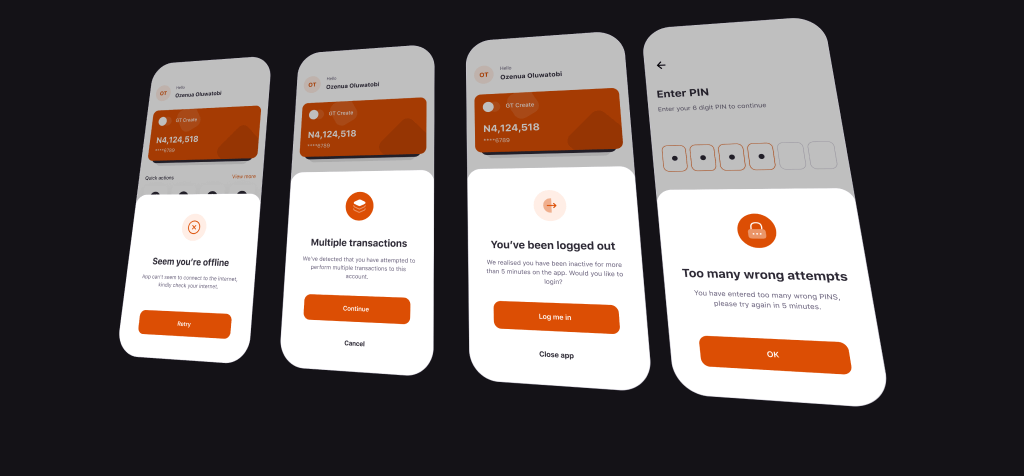 OT
Hello
Ozenua Oluwatobi
OT Create
N4,124,518
****6789
Quick actions
View more
Seem you're offline
App can't seem to connect to the internet,
kindly check your internet.
Retry
OT
Hello
Ozenua Oluwatobi
OT Create
N4,124,518
****6789
Multiple transactions
We've detected that you have attempted to
perform multiple transactions to this
account.
Continue
Cancel
OT
Hello
Ozenua Oluwatobi
OT Create
N4,124,518
****6789
You've been logged out
We realised you have been inactive for more
than 5 minutes on the app. Would you like to
login?
Log me in
Close app
Enter PIN
Enter your 6 digit PIN to continue
Too many wrong attempts
You have entered too many wrong PINS,
please try again in 5 minutes.
OK